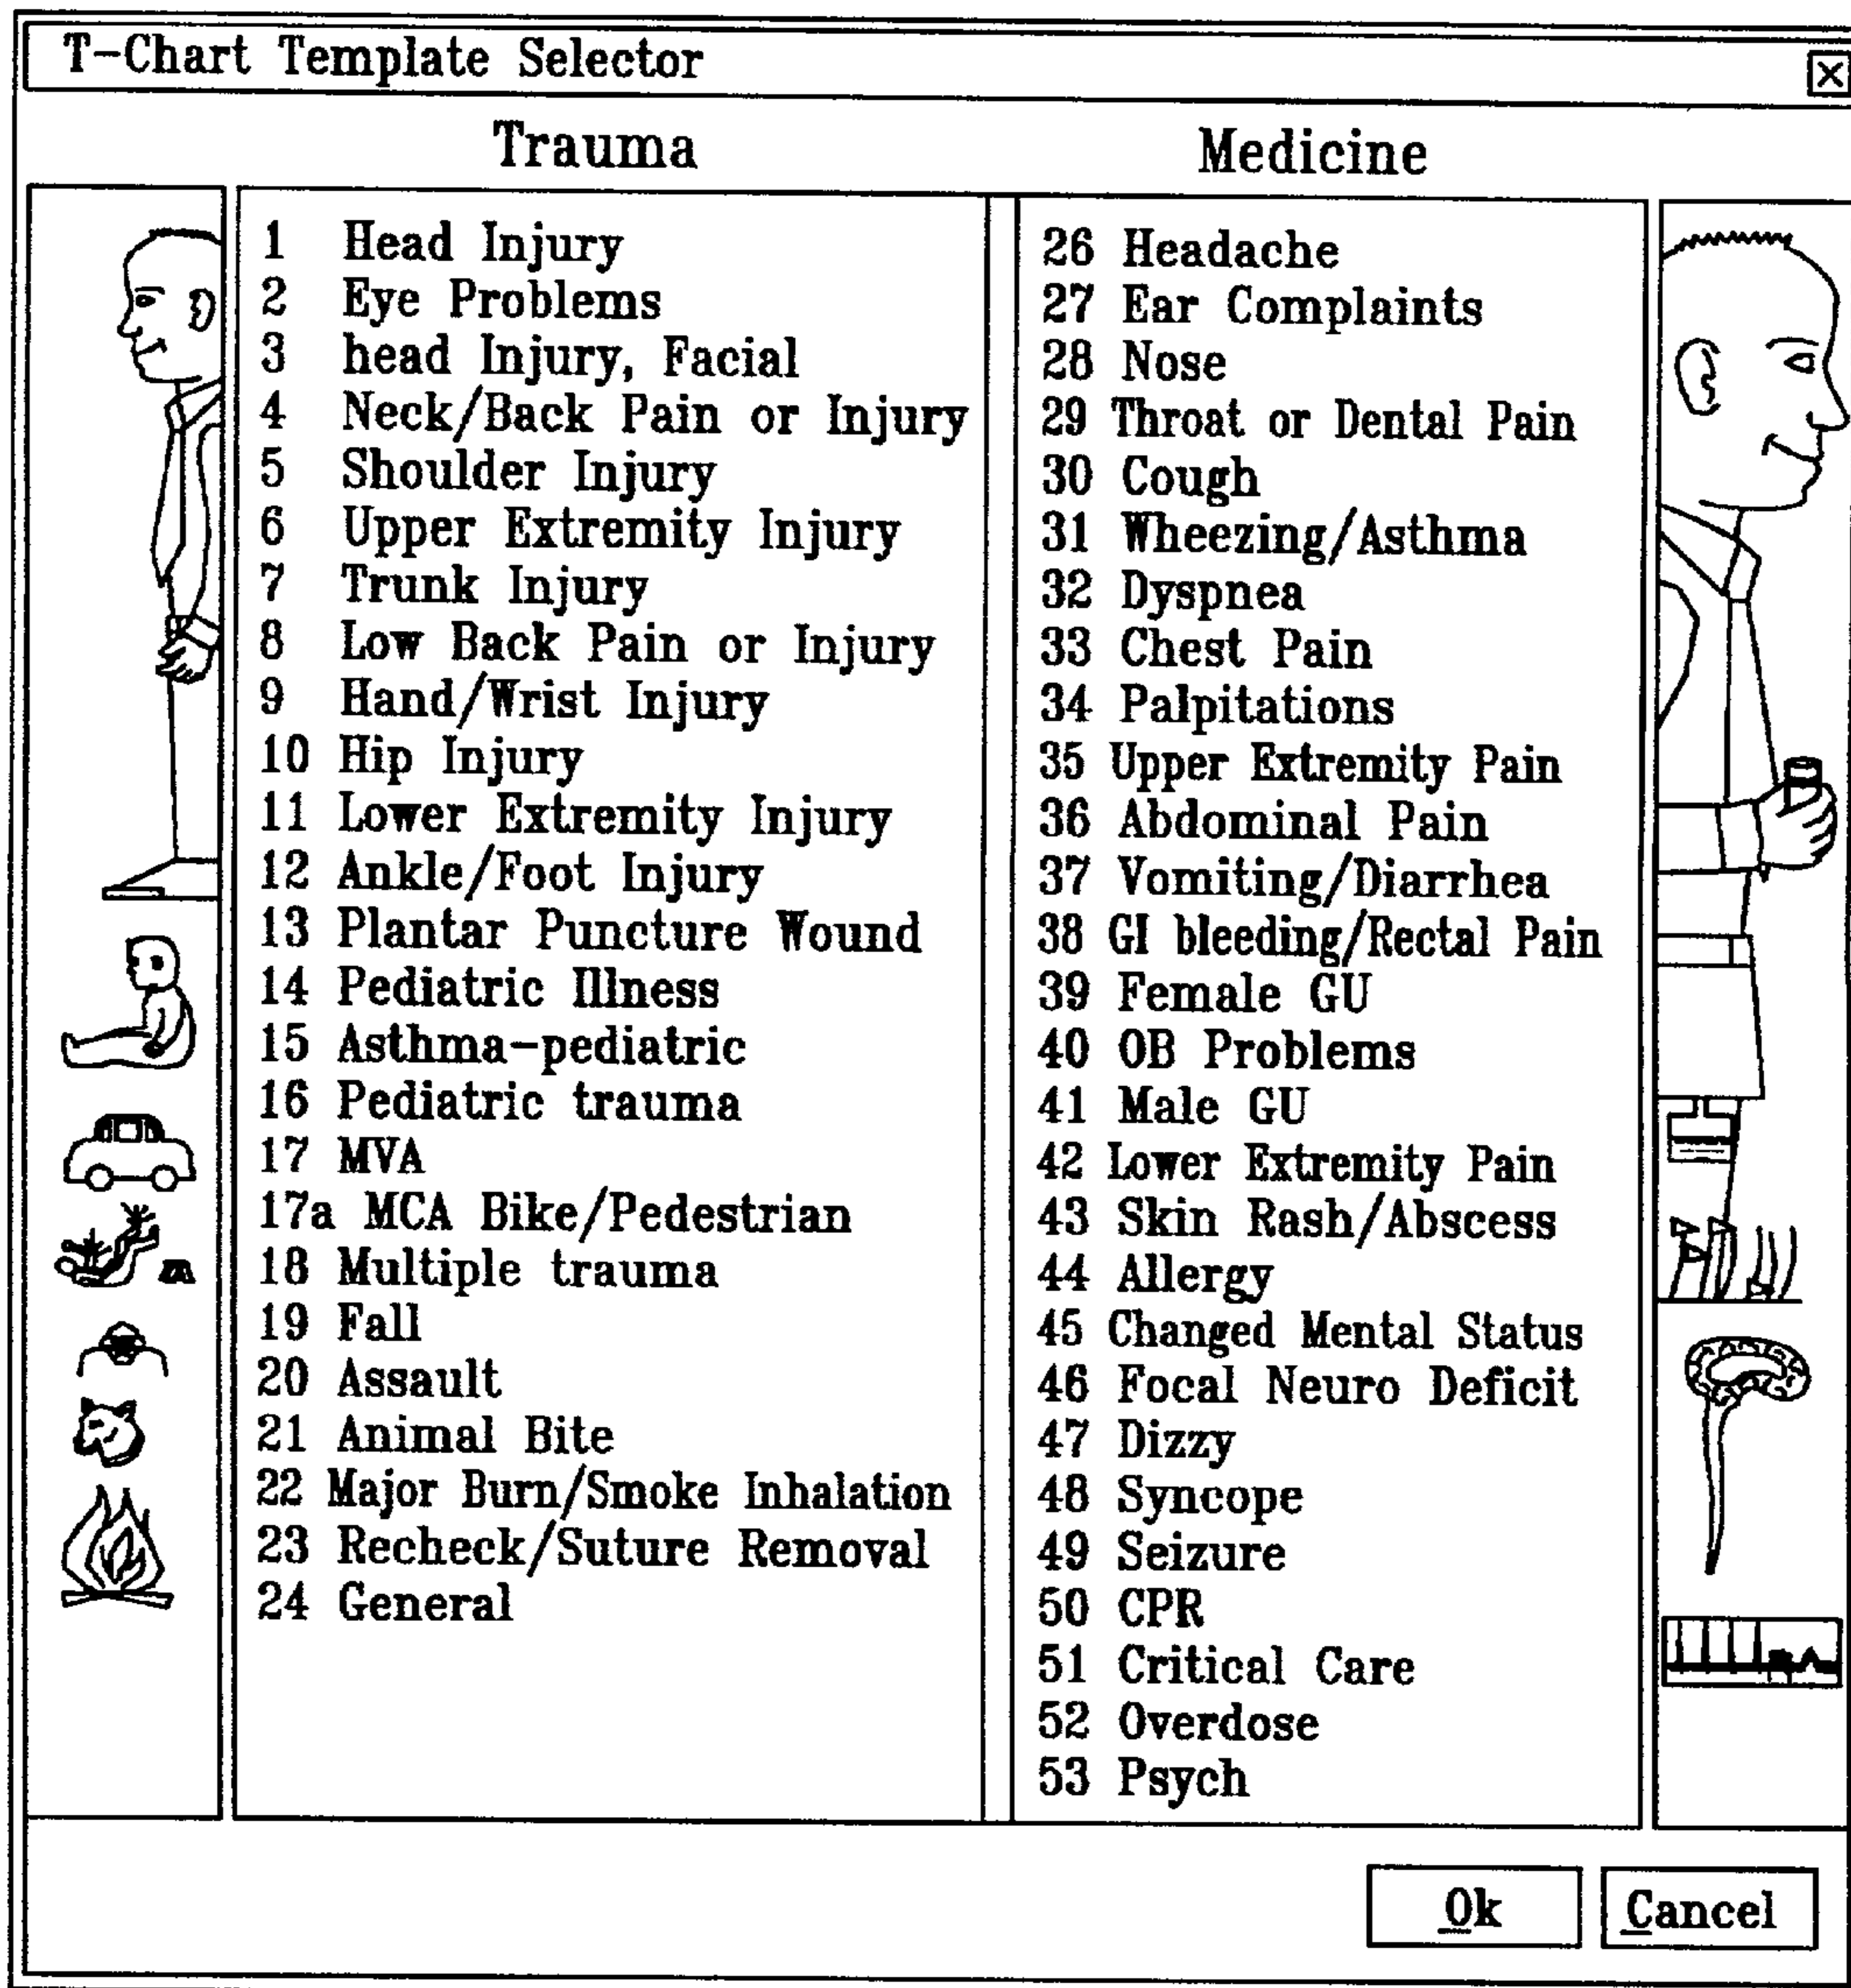 T-Chart Template Selector
Trauma
1 Head Injury
2 Eye Problems
3 head Injury, Facial
4 Neck/Back Pain or Injury
5 Shoulder Injury
6 Upper Extremity Injury
7 Trunk Injury
8 Low Back Pain or Injury
9 Hand/Wrist Injury
10 Hip Injury
11 Lower Extremity Injury
12 Ankle/Foot Injury
13 Plantar Puncture Wound
14 Pediatric Illness
15 Asthma-pediatric
16 Pediatric trauma
17 MVA
17a MCA Bike/Pedestrian
18 Multiple trauma
19 Fall
20 Assault
21 Animal Bite
22 Major Burn/Smoke Inhalation
23 Recheck/Suture Removal
24 General
Medicine
26 Headache
27 Ear Complaints
28 Nose
29 Throat or Dental Pain
30 Cough
31 Wheezing/Asthma
32 Dyspnea
33 Chest Pain
34 Palpitations
35 Upper Extremity Pain
36 Abdominal Pain
37 Vomiting/Diarrhea
38 GI bleeding/Rectal Pain
39 Female GU
40 OB Problems
41 Male GU
42 Lower Extremity Pain
43 Skin Rash/Abscess
44 Allergy
45 Changed Mental Status
46 Focal Neuro Deficit
47 Dizzy
48 Syncope
49 Seizure
50 CPR
51 Critical Care
52 Overdose
53 Psych
Ok
Cancel